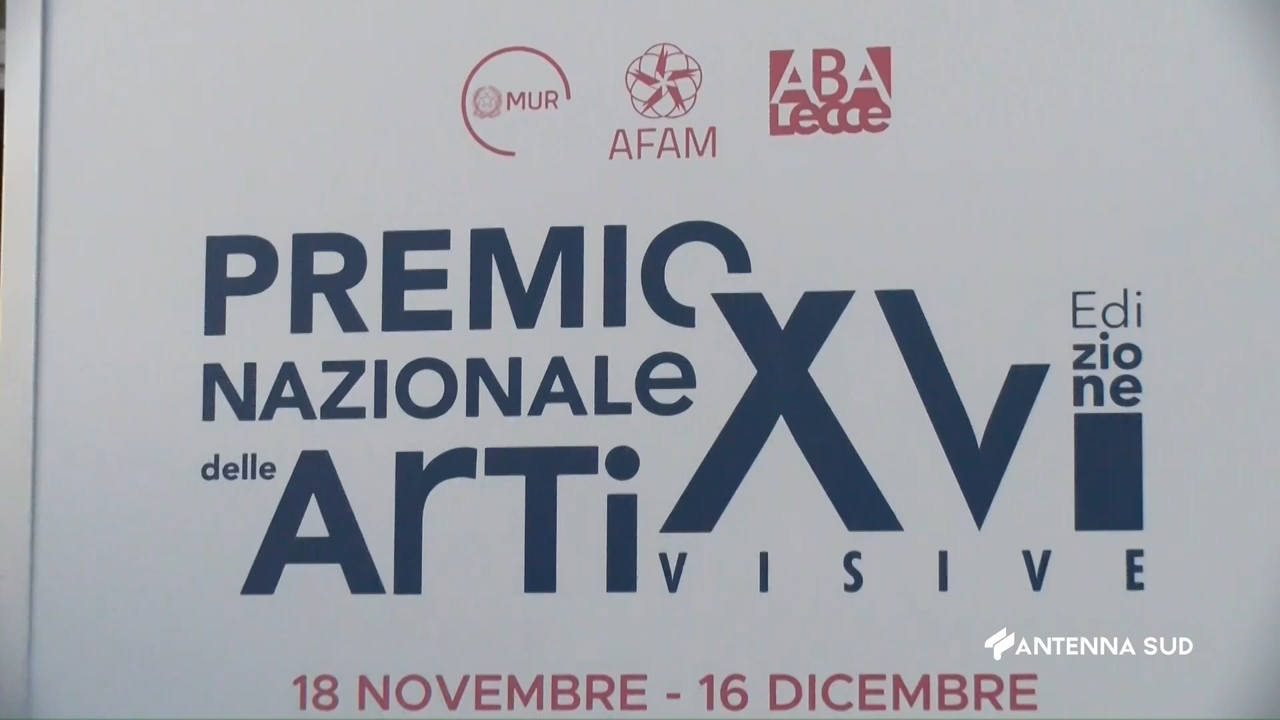 MUR
AFAM
ABA
Lecce
PREMIO
NAZIONALe
delle
ArTi
XVI
Edi
zio
ne
VISIVE
ANTENNA SUD
18 NOVEMBRE - 16 DICEMBRE